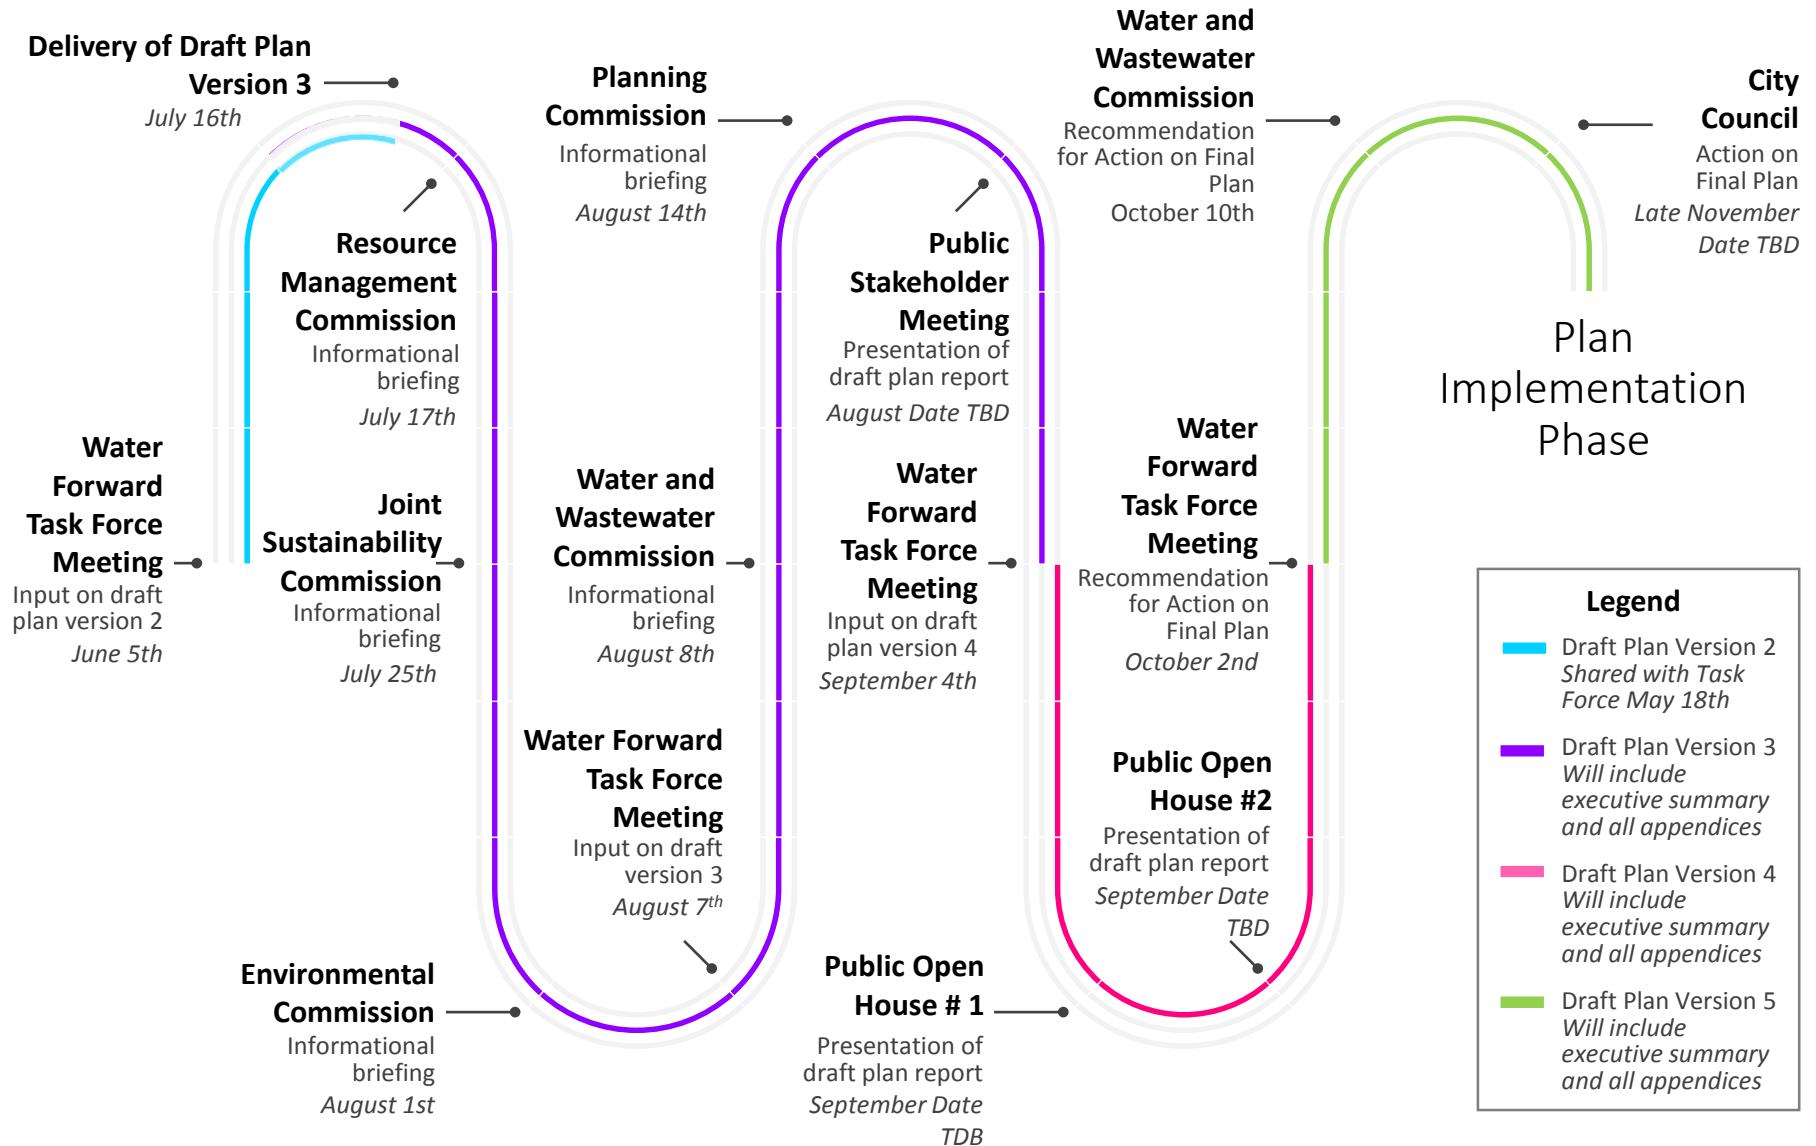 Delivery of Draft Plan
Version 3
July 16th
Water
Forward
Task Force
Meeting
Input on draft
plan version 2
June 5th
Resource
Management
Commission
Informational
briefing
July 17th
Joint
Sustainability
Commission
Informational
briefing
July 25th
Environmental
Commission
Informational
briefing
August 1st
Water Forward
Task Force
Meeting
Input on draft
version 3
August 7th
Water and
Wastewater
Commission
Informational
briefing
August 8th
Planning
Commission
Informational
briefing
August 14th
Public
Stakeholder
Meeting
Presentation of
draft plan report
August Date TBD
Water
Forward
Task Force
Meeting
Input on draft
plan version 4
September 4th
Public Open
House # 1
Presentation of
draft plan report
September Date
TDB
Public Open
House #2
Presentation of
draft plan report
September Date
TBD
Water
Forward
Task Force
Meeting
Recommendation
for Action on
Final Plan
October 2nd
Water and
Wastewater
Commission
Recommendation
for Action on Final
Plan
October 10th
City
Council
Action on
Final Plan
Late November
Date TBD
Plan
Implementation
Phase
Legend
Draft Plan Version 2
Shared with Task
Force May 18th
Draft Plan Version 3
Will include
executive summary
and all appendices
Draft Plan Version 4
Will include
executive summary
and all appendices
Draft Plan Version 5
Will include
executive summary
and all appendices